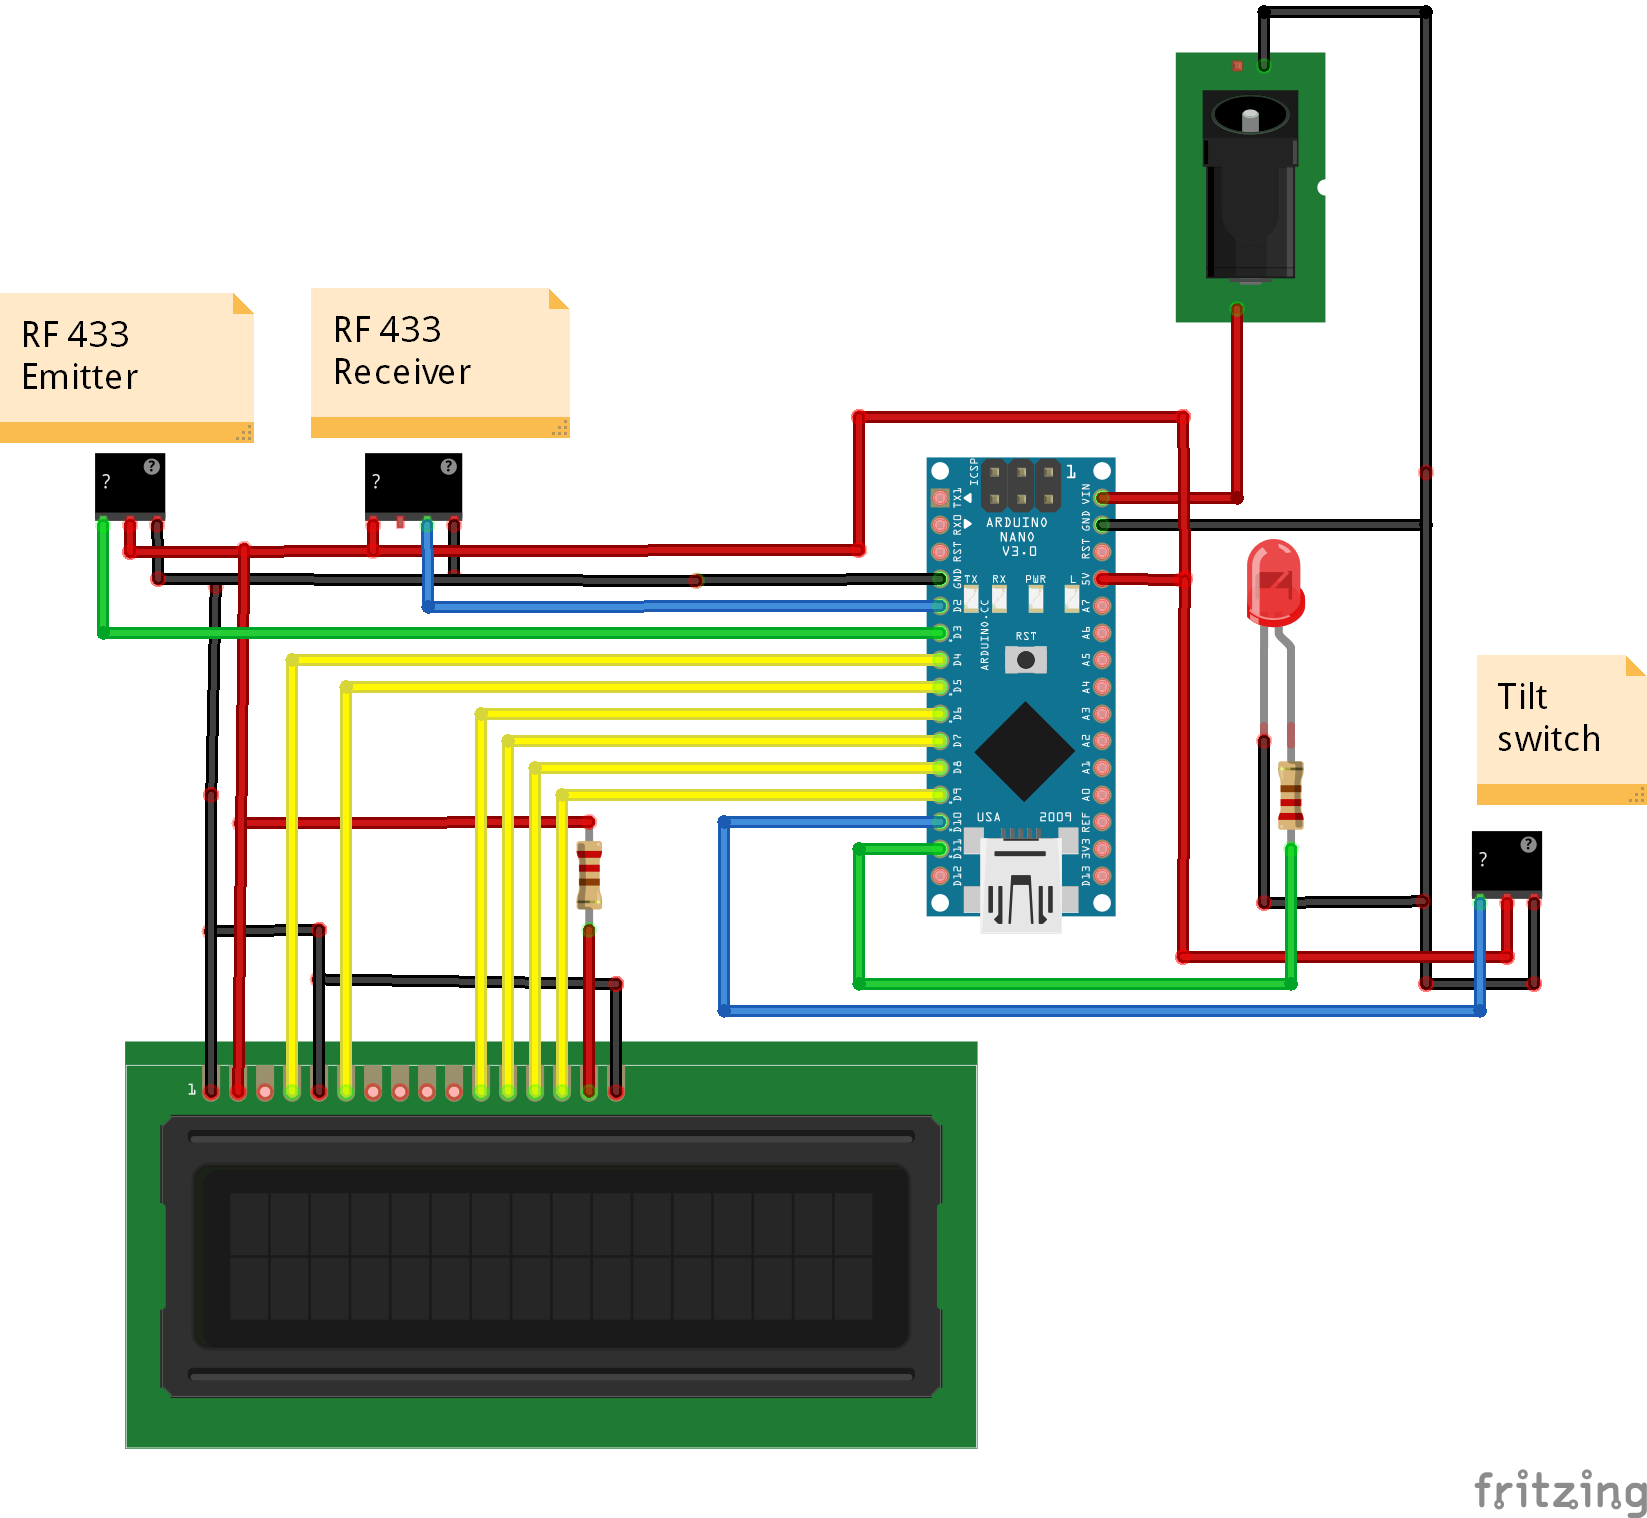 RF 433
Emitter
RF 433
Receiver
?
?
?
?
ICSP
1
ARDUINO
NANO
V3.0
TX1
RX0
RST
GND
D2
D3
D4
D5
D6
D7
D8
D9
D10
D11
D12
VIN
GND
RST
5V
A7
A6
A5
A4
A3
A2
A1
A0
REF
3V3
D13
TX
RX
PWR
L
ARDUINO.CC
RST
USA
2009
Tilt
switch
?
?
1
fritzing